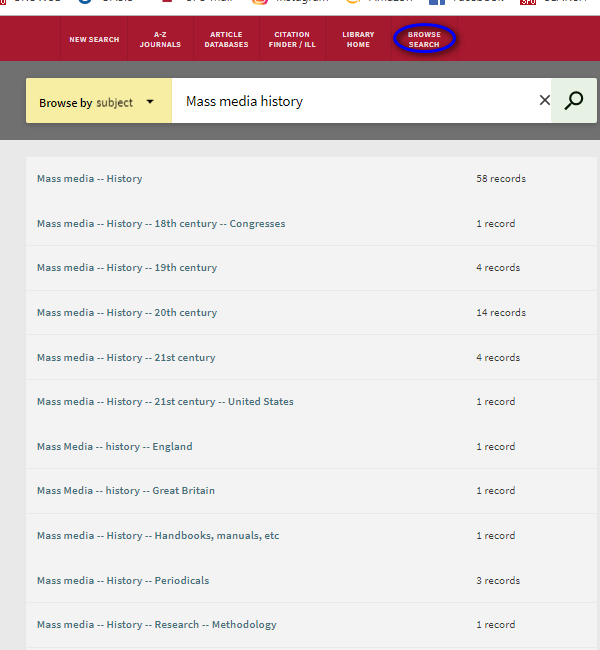 NEW SEARCH
A-Z
JOURNALS
ARTICLE
DATABASES
CITATION
FINDER / ILL
LIBRARY
HOME
BROWSE
SEARCH
Browse by subject
Mass media history
Mass media -- History 58 records
Mass media -- History -- 18th century -- Congresses 1 record
Mass media -- History -- 19th century 4 records
Mass media -- History -- 20th century 14 records
Mass media -- History -- 21st century 4 records
Mass media -- History -- 21st century -- United States 1 record
Mass Media -- history -- England 1 record
Mass Media -- history -- Great Britain 1 record
Mass media -- History -- Handbooks, manuals, etc 1 record
Mass media -- History -- Periodicals 3 records
Mass media -- History -- Research -- Methodology 1 record